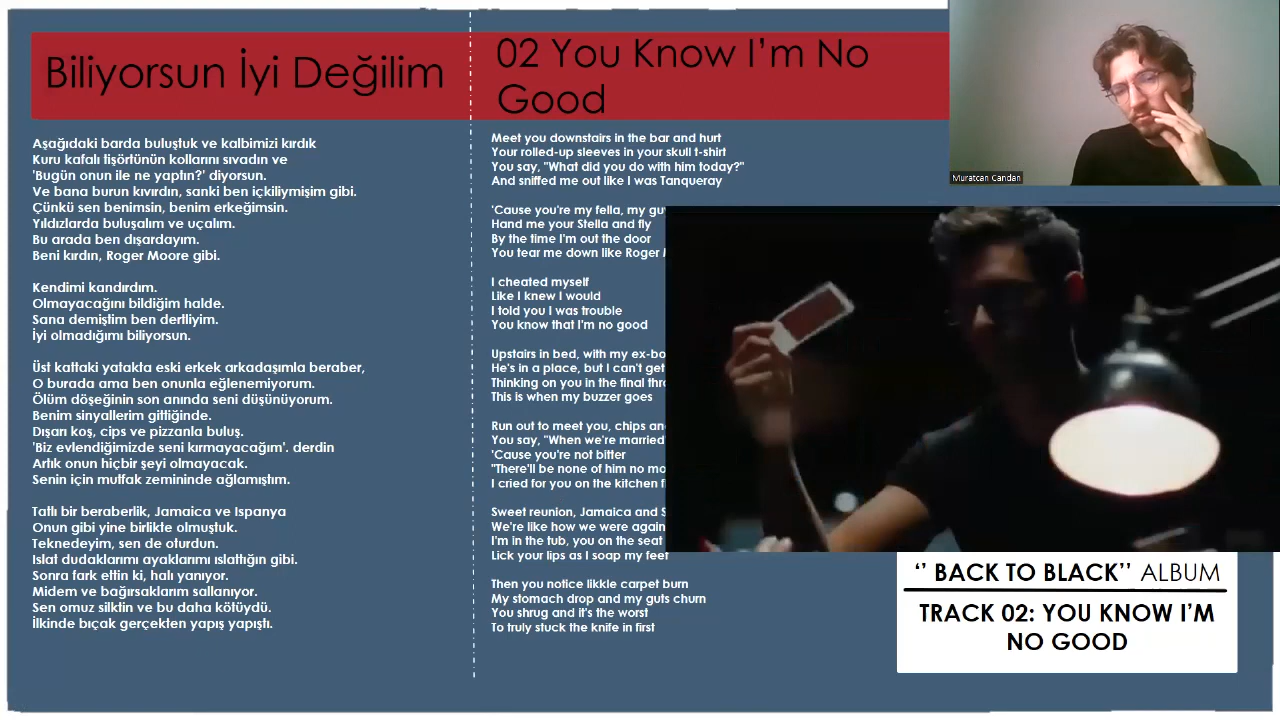 Biliyorsun İyi Değilim
Aşağıdaki barda buluştuk ve kalbimizi kırdık
Kuru kafalı tişörtünün kollarını sıvadın ve
'Bugün onun ile ne yaptın?' diyorsun.
Ve bana burun kıvırdın, sanki ben içkiliymişim gibi.
Çünkü sen benimsin, benim erkeğimsin.
Yıldızlarda buluşalım ve uçalım.
Bu arada ben dışardayım.
Beni kırdın, Roger Moore gibi.
Kendimi kandırdım.
Olmayacağını bildiğim halde.
Sana demiştim ben dertliyim.
İyi olmadığımı biliyorsun.
Üst kattaki yatakta eski erkek arkadaşımla beraber,
O burada ama ben onunla eğlenemiyorum.
Ölüm döşeğinin son anında seni düşünüyorum.
Benim sinyallerim gittiğinde.
Dışarı koş, cips ve pizzanla buluş.
'Biz evlendiğimizde seni kırmayacağım'. derdin
Artık onun hiçbir şeyi olmayacak.
Senin için mutfak zemininde ağlamıştım.
Tatlı bir beraberlik, Jamaica ve Ispanya
Onun gibi yine birlikte olmuştuk.
Teknedeyim, sen de oturdun.
Islat dudaklarımı ayaklarımı ıslattığın gibi.
Sonra fark ettin ki, halı yanıyor.
Midem ve bağırsaklarım sallanıyor.
Sen omuz silktin ve bu daha kötüydü.
İlkinde bıçak gerçekten yapış yapıştı.
02 You Know I'm No
Good
Meet you downstairs in the bar and hurt
Your rolled-up sleeves in your skull t-shirt
You say, "What did you do with him today?"
And sniffed me out like I was Tanqueray
'Cause you're my fella, my guy
Hand me your Stella and fly
By the time I'm out the door
You tear me down like Roger
I cheated myself
Like I knew I would
I told you I was trouble
You know that I'm no good
Upstairs in bed, with my ex-bo
He's in a place, but I can't get
Thinking on you in the final thro
This is when my buzzer goes
Run out to meet you, chips an
You say, "When we're married
'Cause you're not bitter
"There'll be none of him no mo
I cried for you on the kitchen f
Sweet reunion, Jamaica and S
We're like how we were again
I'm in the tub, you on the seat
Lick your lips as I soap my feet
Then you notice likkle carpet burn
My stomach drop and my guts churn
You shrug and it's the worst
To truly stuck the knife in first
Muratcan Candan
‘’ BACK TO BLACK’’ ALBUM
TRACK 02: YOU KNOW I'M
NO GOOD